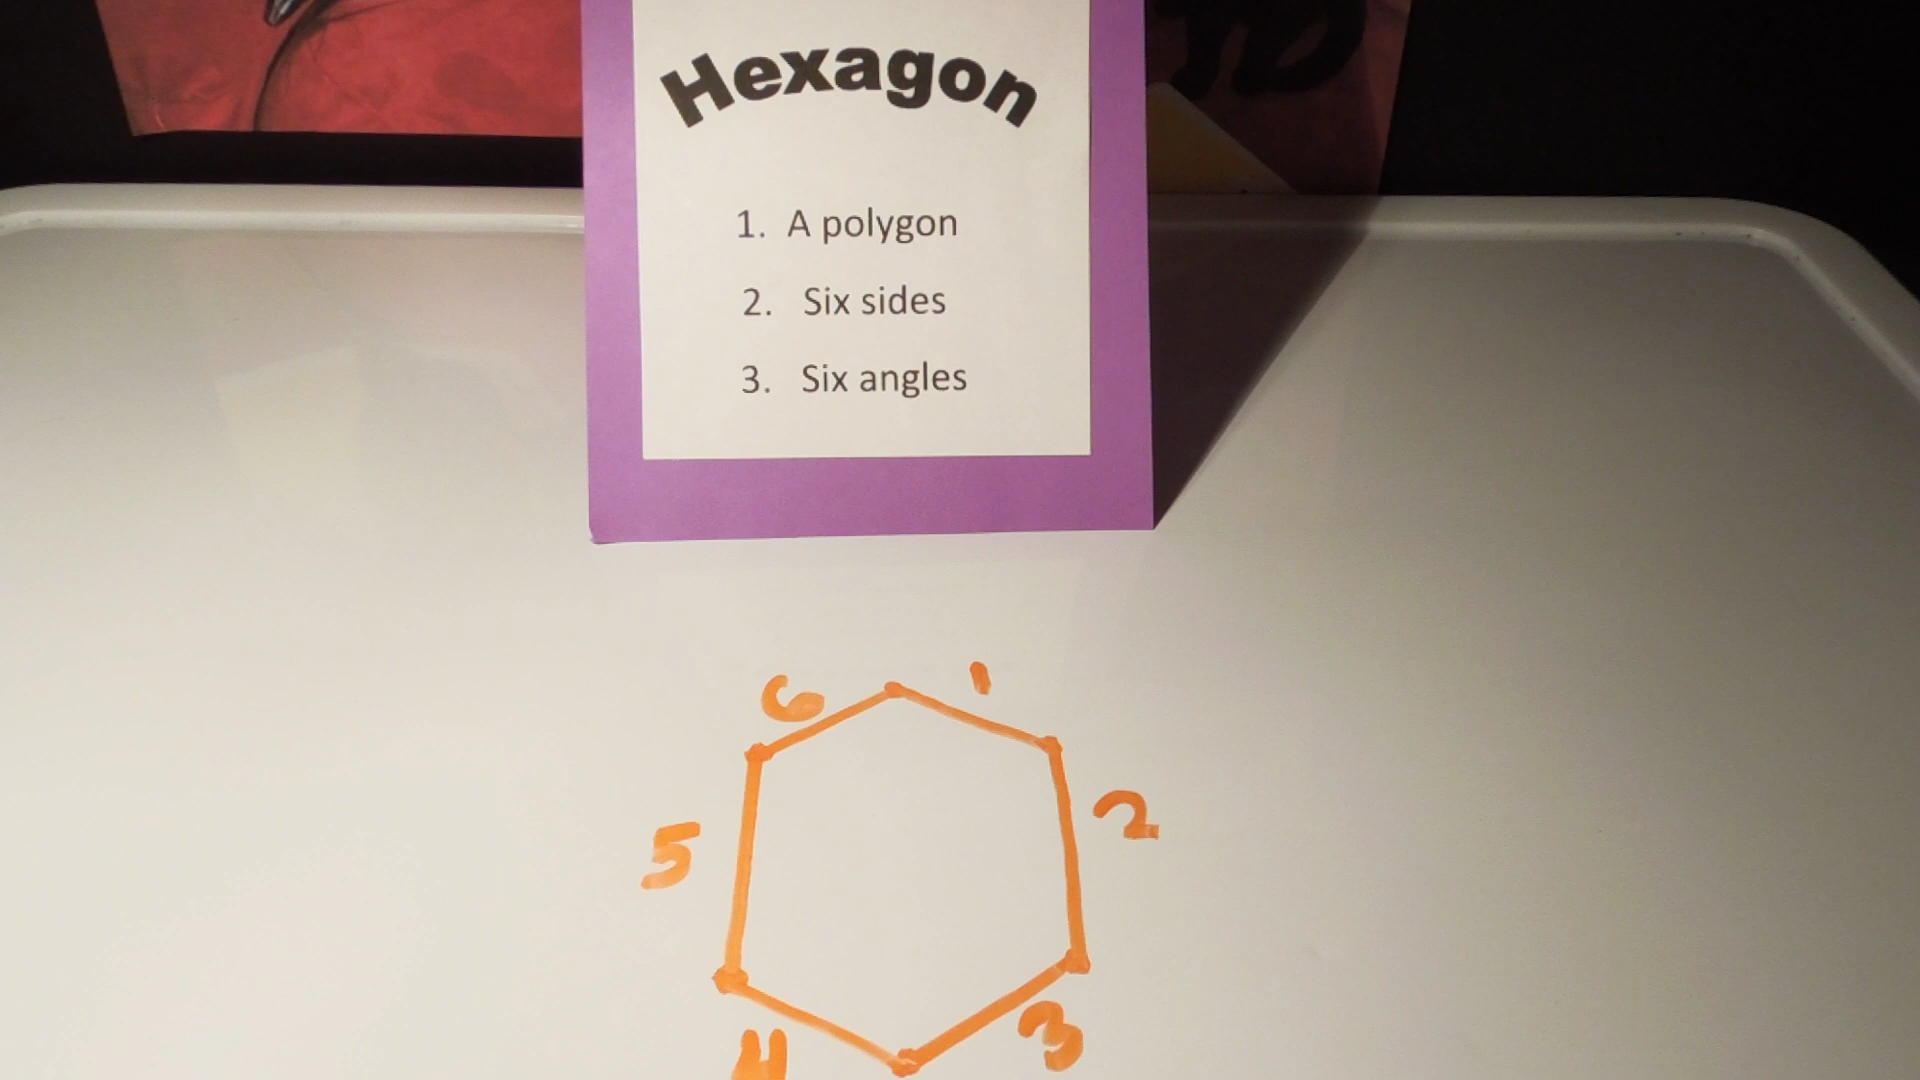 Hexagon
1. A polygon
2. Six sides
3. Six angles
6 1
2
5
3
4